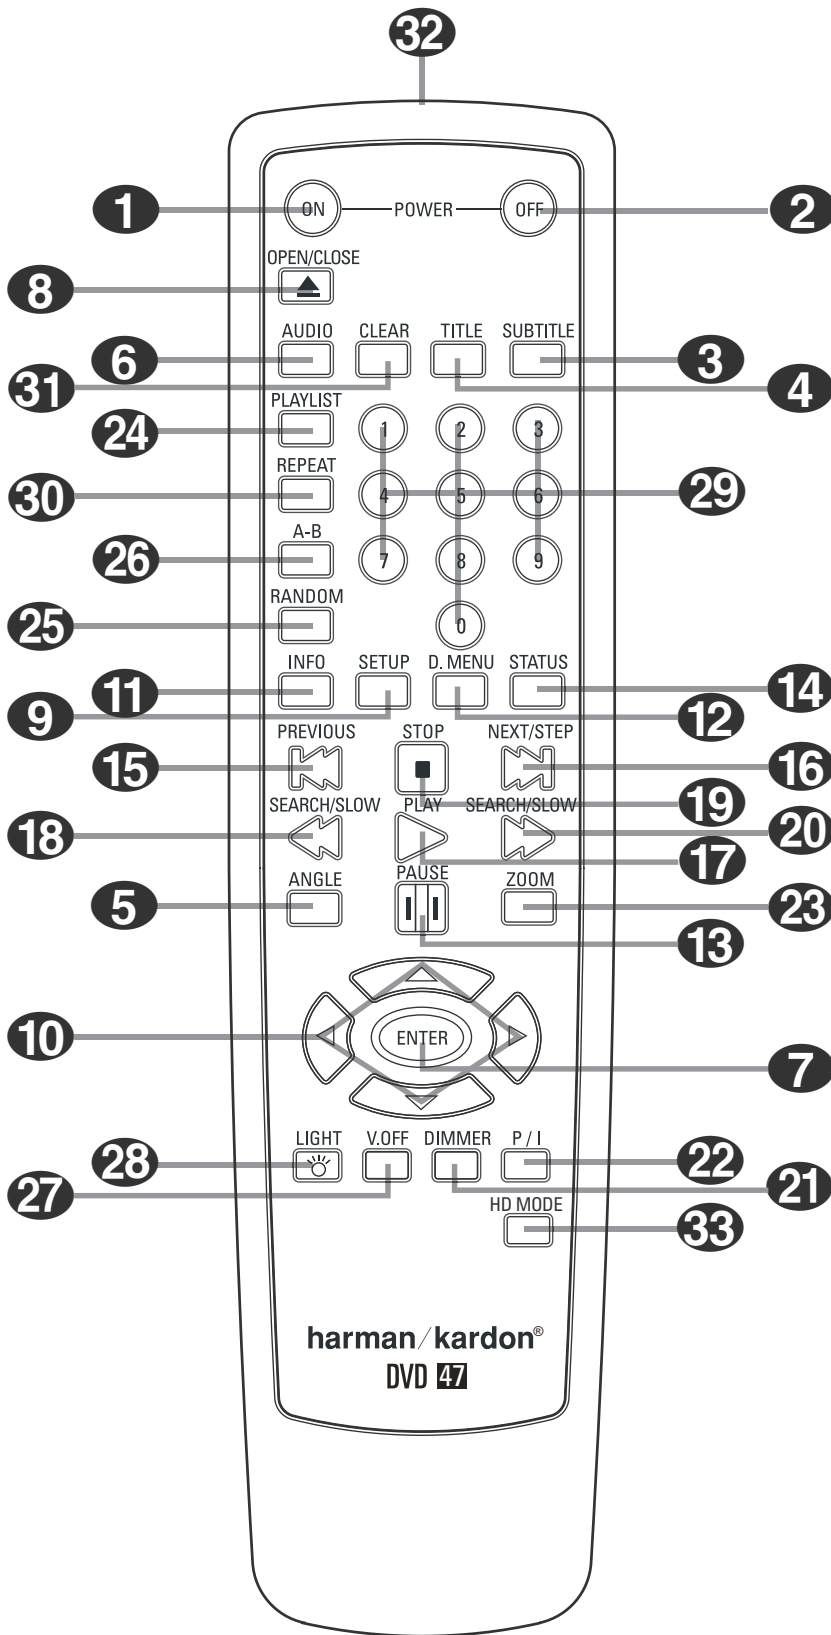 32
1 ON POWER OFF 2
OPEN/CLOSE
8
AUDIO CLEAR TITLE SUBTITLE
6 3
31 4
PLAYLIST
24 1 2 3
REPEAT
30 4 5 6 29
A-B
26 7 8 9
RANDOM
25 0
INFO SETUP D. MENU STATUS
11 14
9 12
PREVIOUS STOP NEXT/STEP
15 16
19
SEARCH/SLOW PLAY SEARCH/SLOW
18 20
17
ANGLE PAUSE ZOOM
5 23
13
10 ENTER
7
LIGHT V.OFF DIMMER P / I
28 22
27 21
HD MODE
33
harman/kardon®
DVD 47